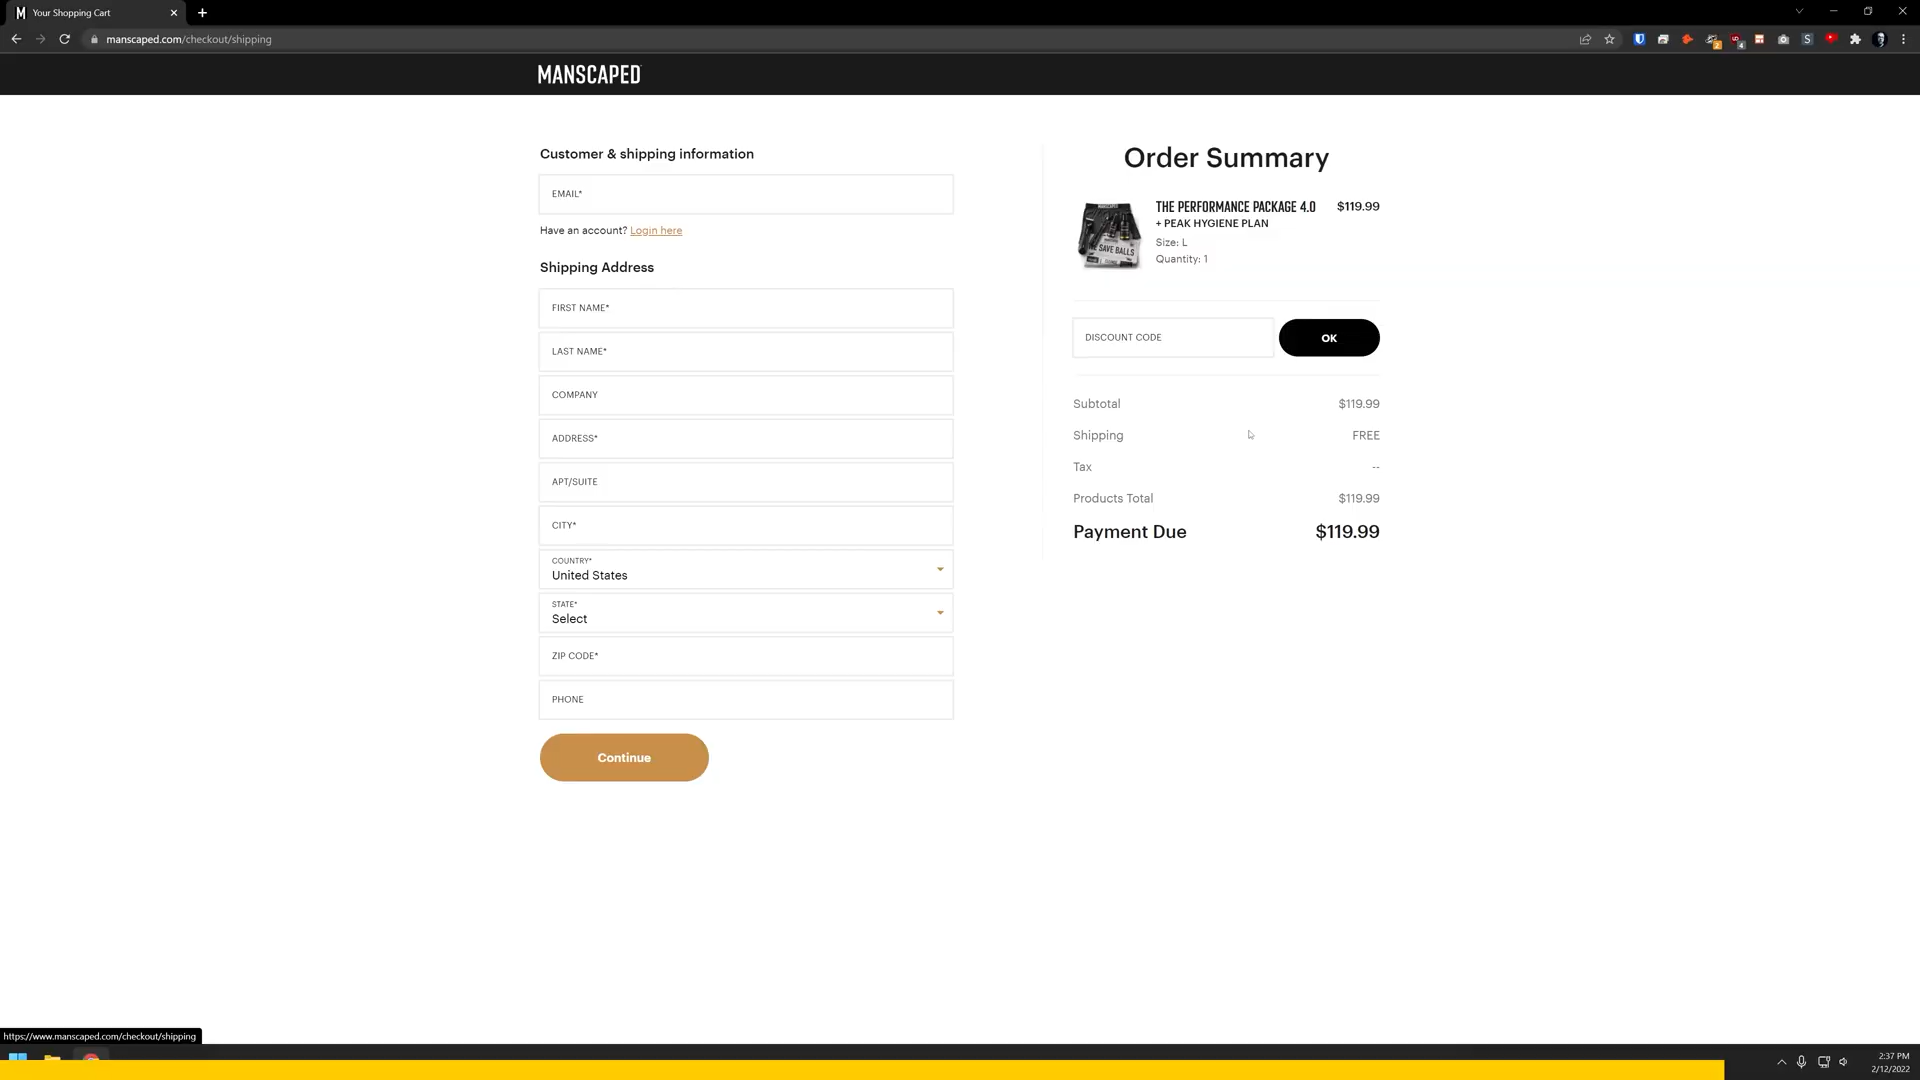 Your Shopping Cart
manscaped.com/checkout/shipping
MANSCAPED
Customer & shipping information
EMAIL*
Have an account? Login here
Shipping Address
FIRST NAME*
LAST NAME*
COMPANY
ADDRESS*
APT/SUITE
CITY*
COUNTRY*
United States
STATE*
Select
ZIP CODE*
PHONE
Continue
Order Summary
MANSCAPED
SAVE BALLS
THE PERFORMANCE PACKAGE 4.0 $119.99
+ PEAK HYGIENE PLAN
Size: L
Quantity: 1
DISCOUNT CODE
OK
Subtotal $119.99
Shipping FREE
Tax --
Products Total $119.99
Payment Due $119.99
https://www.manscaped.com/checkout/shipping
2:37 PM
2/12/2022